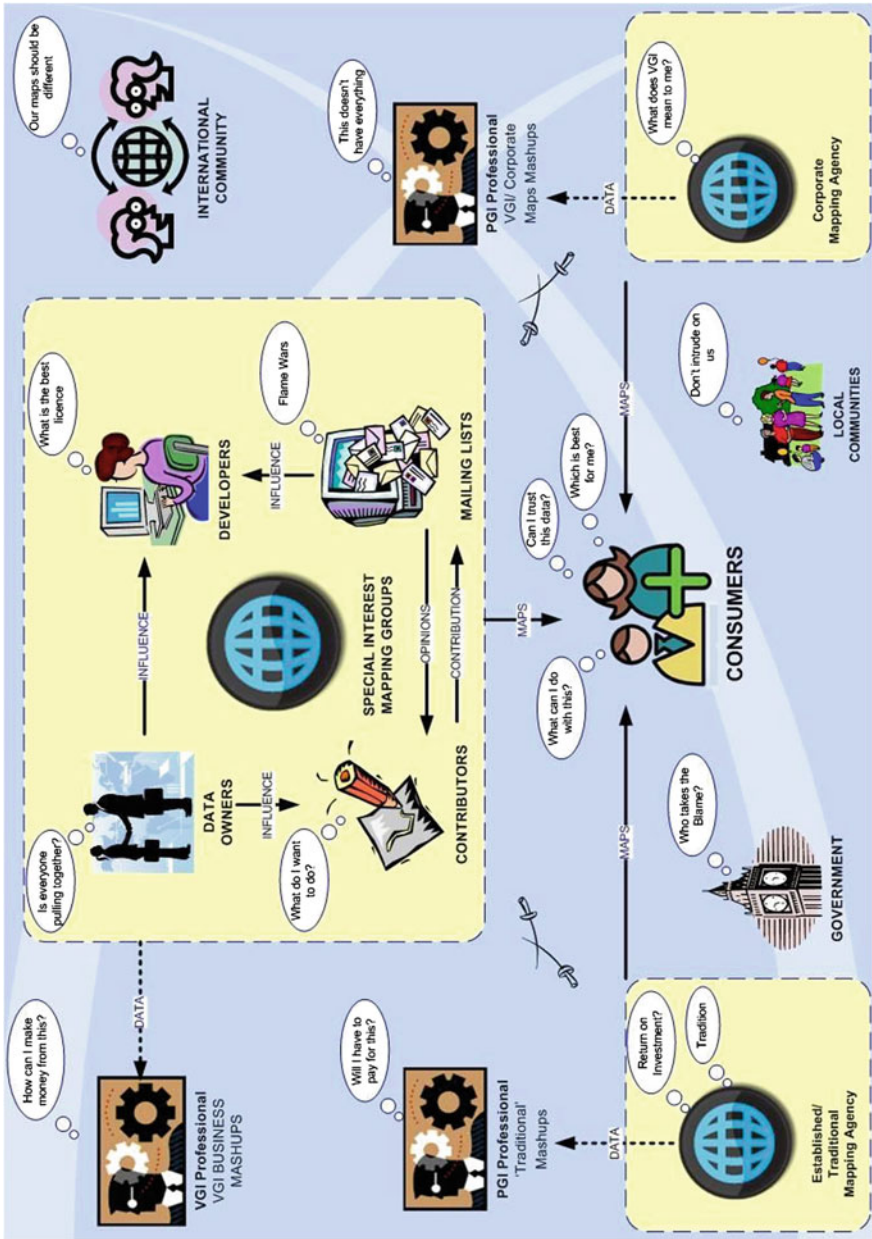 How can I make
money from this?
VGI Professional
VGI BUSINESS
MASHUPS
DATA
Is everyone
pulling together?
DATA
OWNERS
INFLUENCE
What is the best
licence
DEVELOPERS
INFLUENCE
INFLUENCE
SPECIAL INTEREST
MAPPING GROUPS
What do I want
to do?
CONTRIBUTORS
OPINIONS
CONTRIBUTION
Flame Wars
MAILING LISTS
Our maps should be
different
INTERNATIONAL
COMMUNITY
Will I have to
pay for this?
PGI Professional
'Traditional'
Mashups
This doesn't
have everything
PGI Professional
VGI/ Corporate
Maps Mashups
MAPS
What can I do
with this?
Can I trust
this data?
Which is best
for me?
CONSUMERS
DATA
Return on
Investment?
Tradition
Established/
Traditional
Mapping Agency
MAPS
Who takes the
Blame?
GOVERNMENT
MAPS
Don't intrude on
us
LOCAL
COMMUNITIES
DATA
What does VGI
mean to me?
Corporate
Mapping Agency